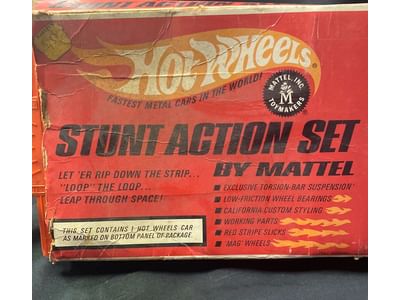 HOT WHEELS
FASTEST METAL CARS IN THE WORLD!
MATTEL, INC.
M
TOYMAKERS
STUNT ACTION SET
BY MATTEL
LET 'ER RIP DOWN THE STRIP...
"LOOP" THE LOOP...
LEAP THROUGH SPACE!
THIS SET CONTAINS 1 HOT WHEELS CAR
AS MARKED ON BOTTOM PANEL OF PACKAGE.
■ EXCLUSIVE TORSION-BAR SUSPENSION
■ LOW-FRICTION WHEEL BEARINGS
■ CALIFORNIA CUSTOM STYLING
■ WORKING PARTS
■ RED STRIPE SLICKS
■ 'MAG' WHEELS